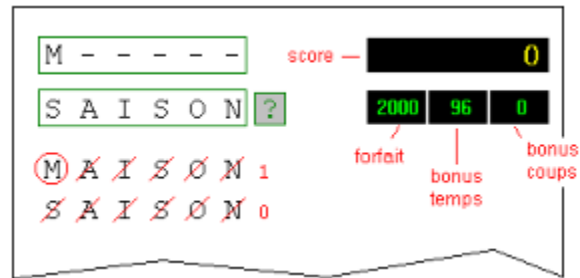 M - - - - -
score
0
S A I S O N ?
2000 96 0
forfait
bonus temps
bonus coups
M A I S O N 1
S A I S O N 0